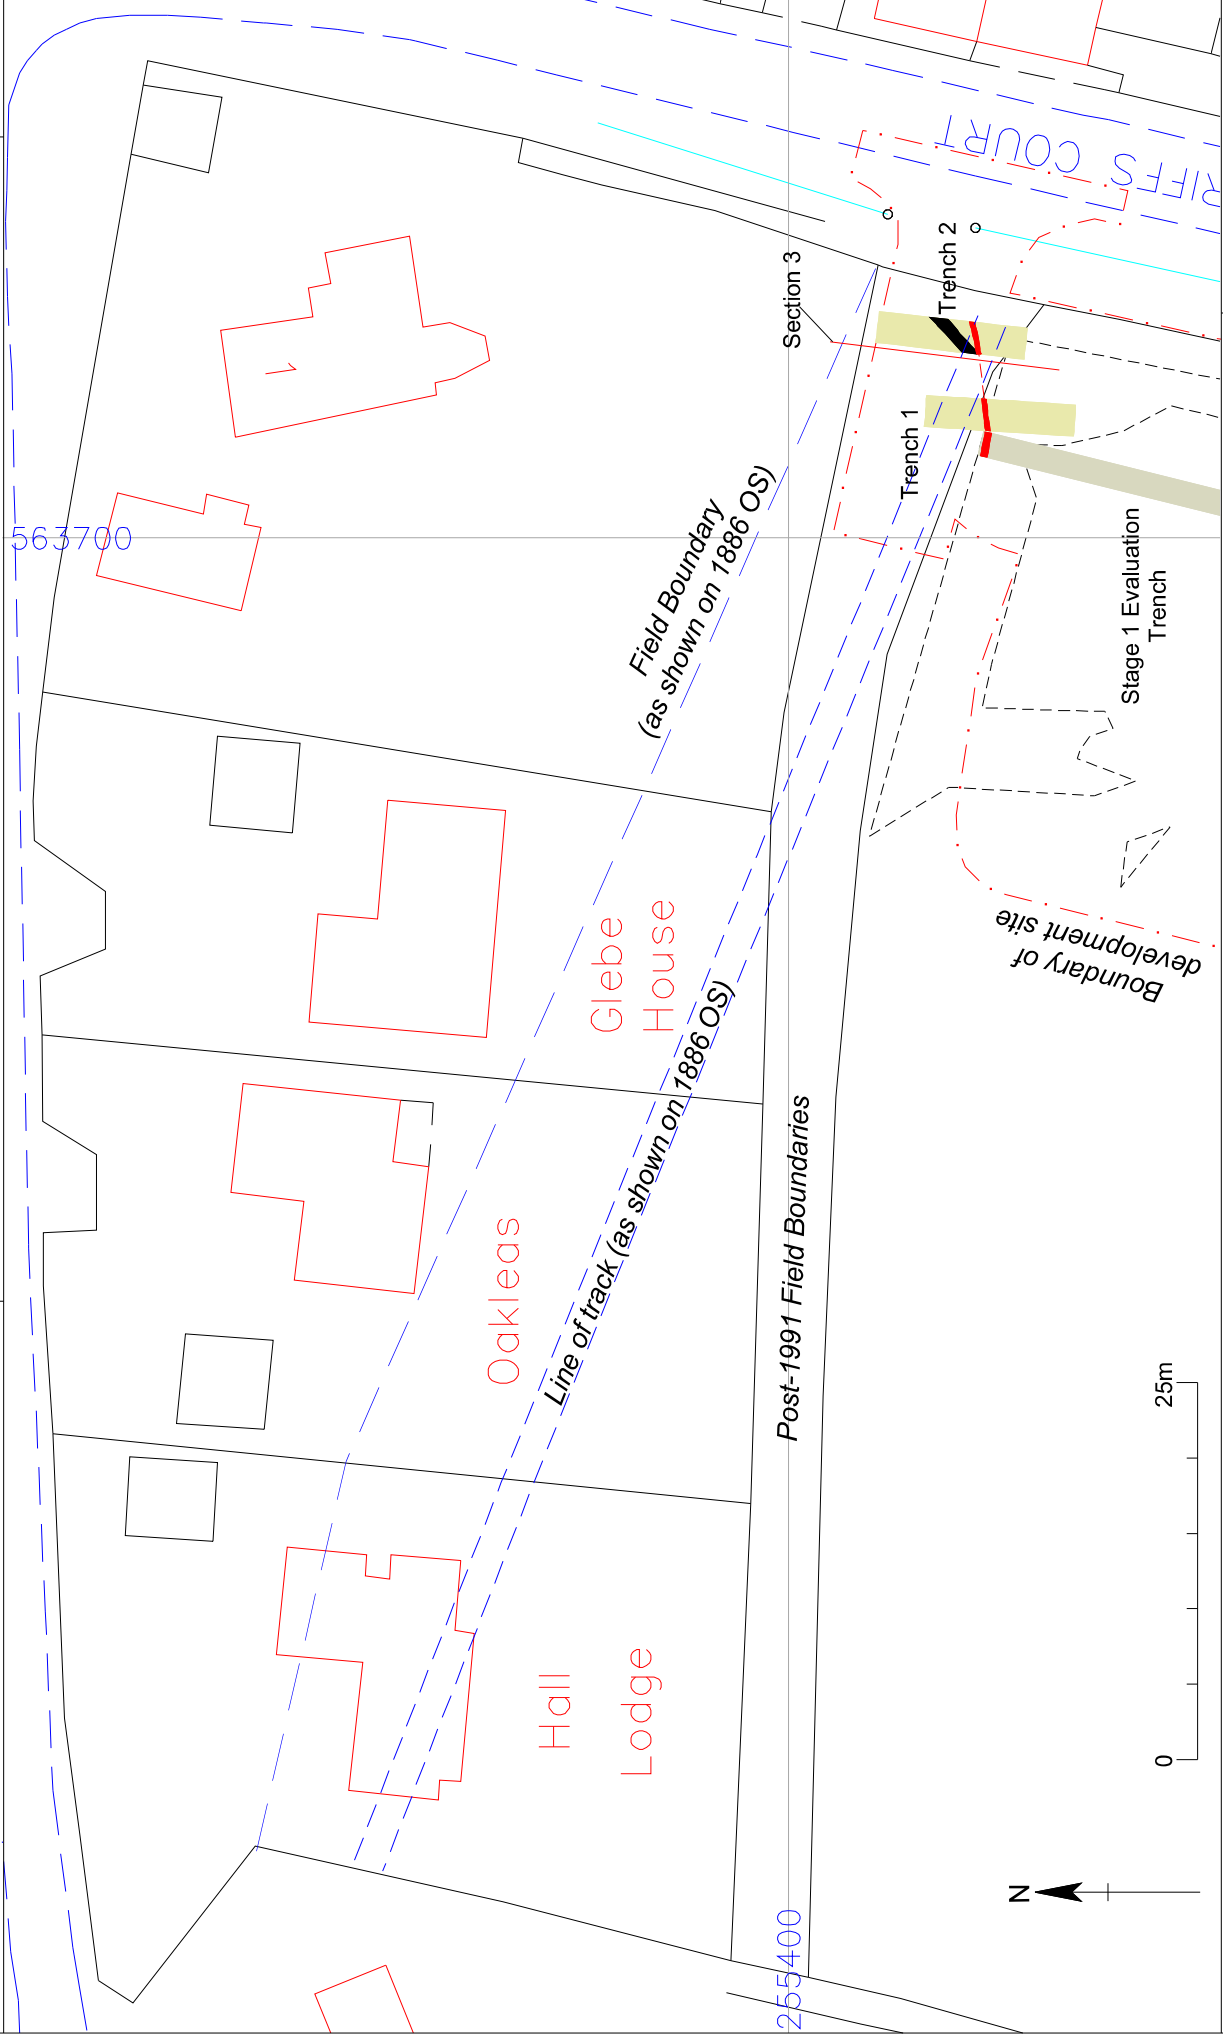 563700
1
RIFFS COURT
Section 3
Trench 2
Trench 1
Field Boundary
(as shown on 1886 OS)
Stage 1 Evaluation
Trench
Glebe
House
Boundary of
development site
Line of track (as shown on 1886 OS)
Post-1991 Field Boundaries
Oakleas
Hall
Lodge
255400
N
0
25m